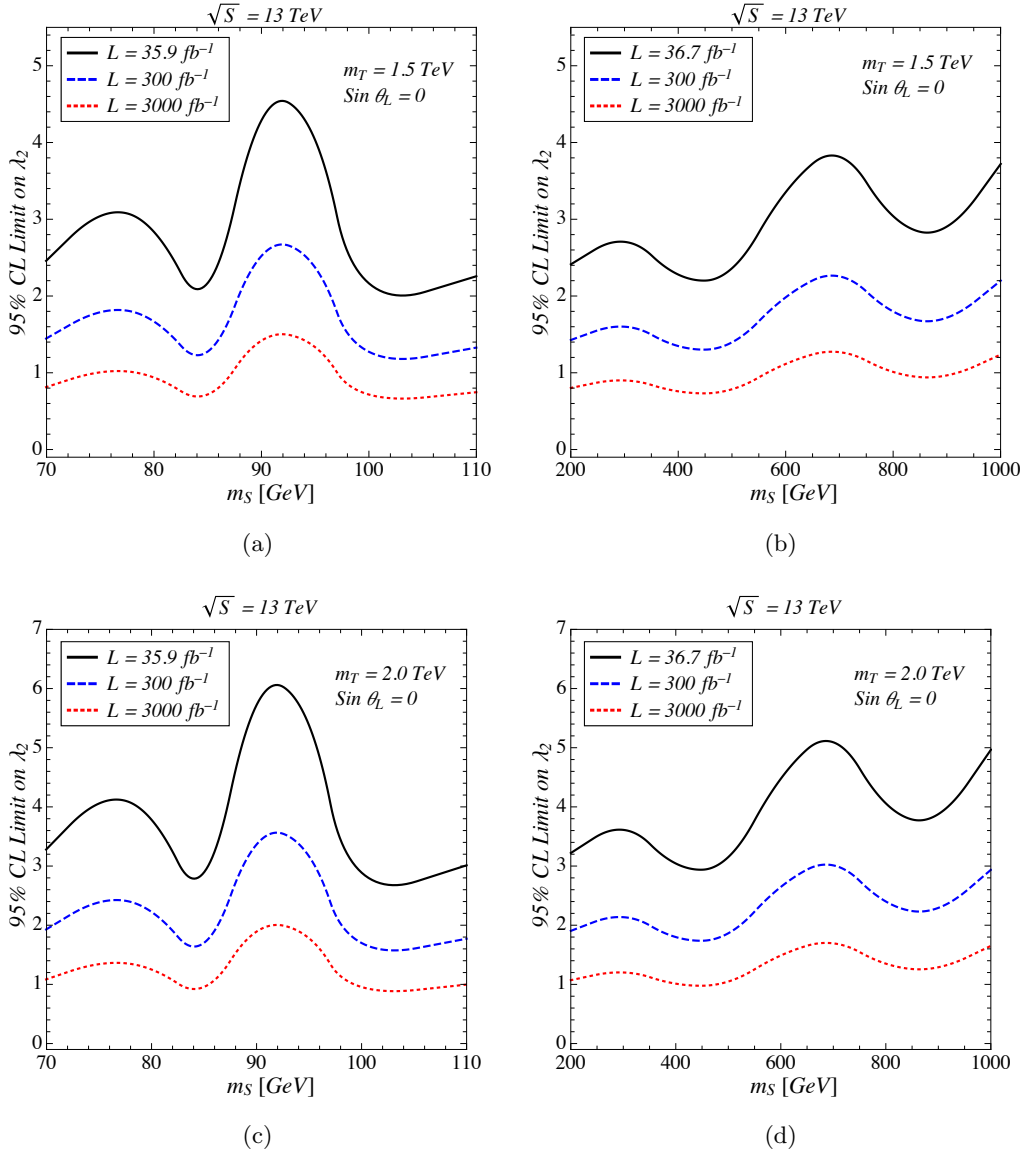 √S = 13 TeV
L = 35.9 fb⁻¹
L = 300 fb⁻¹
L = 3000 fb⁻¹
m_T = 1.5 TeV
Sin θ_L = 0
95% CL Limit on λ₂
5
4
3
2
1
0
70 80 90 100 110
m_S [GeV]
(a)
√S = 13 TeV
L = 36.7 fb⁻¹
L = 300 fb⁻¹
L = 3000 fb⁻¹
m_T = 1.5 TeV
Sin θ_L = 0
95% CL Limit on λ₂
5
4
3
2
1
0
200 400 600 800 1000
m_S [GeV]
(b)
√S = 13 TeV
L = 35.9 fb⁻¹
L = 300 fb⁻¹
L = 3000 fb⁻¹
m_T = 2.0 TeV
Sin θ_L = 0
95% CL Limit on λ₂
7
6
5
4
3
2
1
0
70 80 90 100 110
m_S [GeV]
(c)
√S = 13 TeV
L = 36.7 fb⁻¹
L = 300 fb⁻¹
L = 3000 fb⁻¹
m_T = 2.0 TeV
Sin θ_L = 0
95% CL Limit on λ₂
7
6
5
4
3
2
1
0
200 400 600 800 1000
m_S [GeV]
(d)